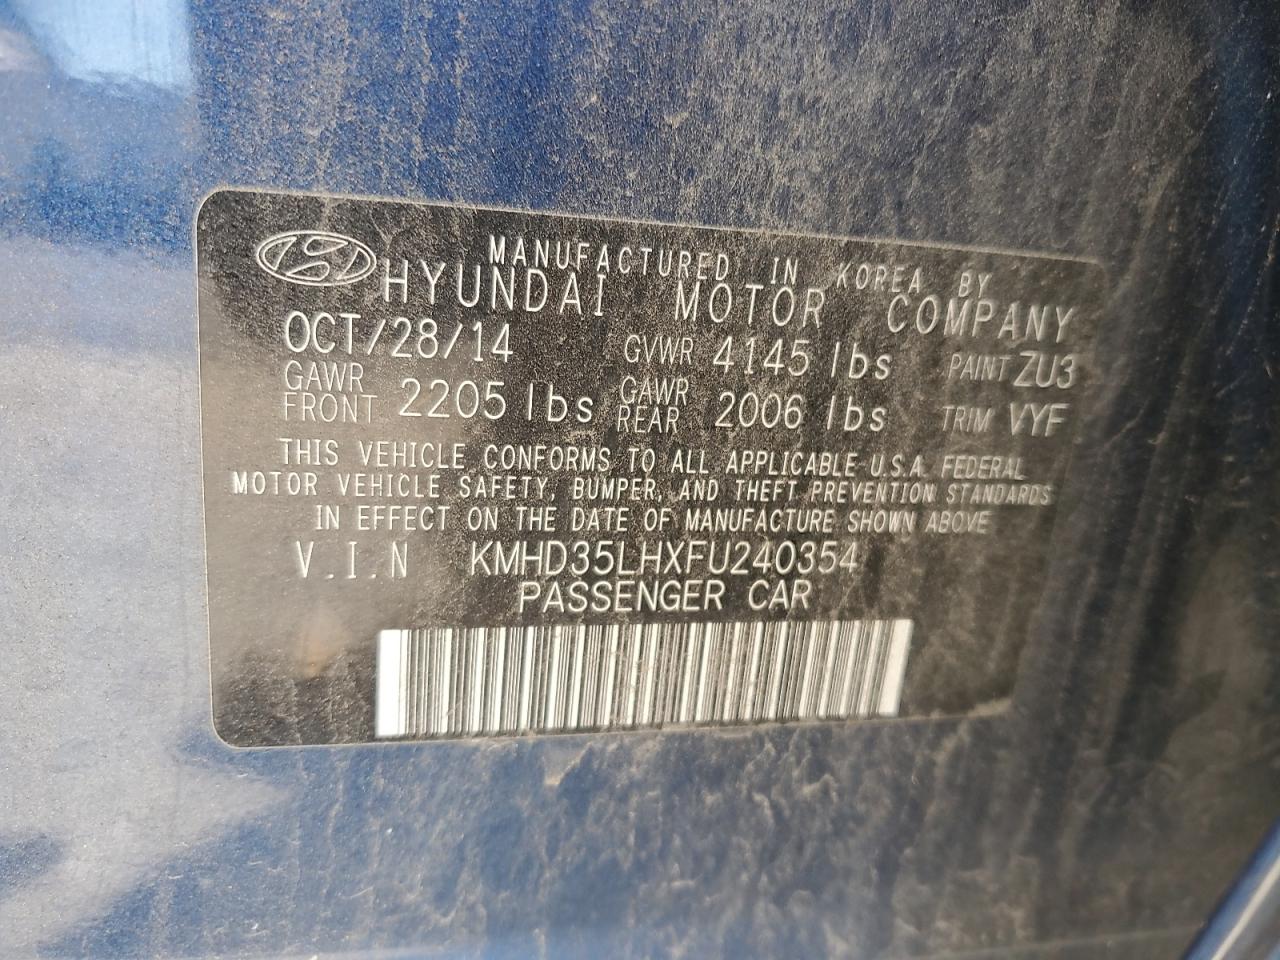 MANUFACTURED IN KOREA BY
HYUNDAI MOTOR COMPANY
OCT/28/14 GVWR 4145 lbs PAINT ZU3
GAWR FRONT 2205 lbs GAWR REAR 2006 lbs TRIM VYF
THIS VEHICLE CONFORMS TO ALL APPLICABLE U.S.A. FEDERAL
MOTOR VEHICLE SAFETY, BUMPER, AND THEFT PREVENTION STANDARDS
IN EFFECT ON THE DATE OF MANUFACTURE SHOWN ABOVE
V.I.N KMHD35LHXFU240354
PASSENGER CAR